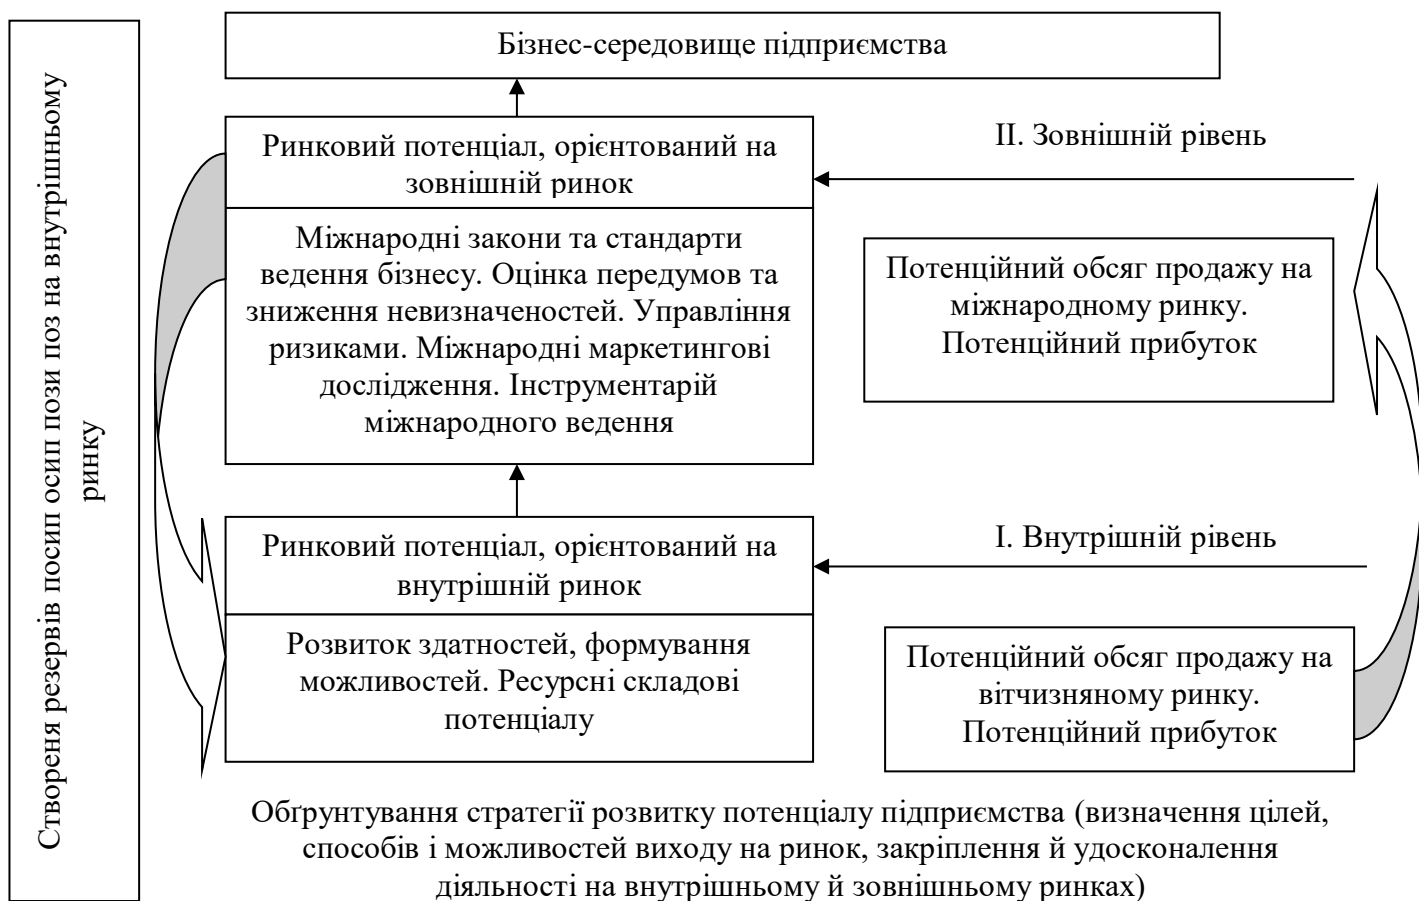 Створеня резервів посип осип пози поз на внутрішньому
ринку
Бізнес-середовище підприємства
Ринковий потенціал, орієнтований на
зовнішній ринок
ІІ. Зовнішній рівень
Міжнародні закони та стандарти
ведення бізнесу. Оцінка передумов та
зниження невизначеностей. Управління
ризиками. Міжнародні маркетингові
дослідження. Інструментарій
міжнародного ведення
Потенційний обсяг продажу на
міжнародному ринку.
Потенційний прибуток
Ринковий потенціал, орієнтований на
внутрішній ринок
І. Внутрішній рівень
Розвиток здатностей, формування
можливостей. Ресурсні складові
потенціалу
Потенційний обсяг продажу на
вітчизняному ринку.
Потенційний прибуток
Обґрунтування стратегії розвитку потенціалу підприємства (визначення цілей,
способів і можливостей виходу на ринок, закріплення й удосконалення
діяльності на внутрішньому й зовнішньому ринках)